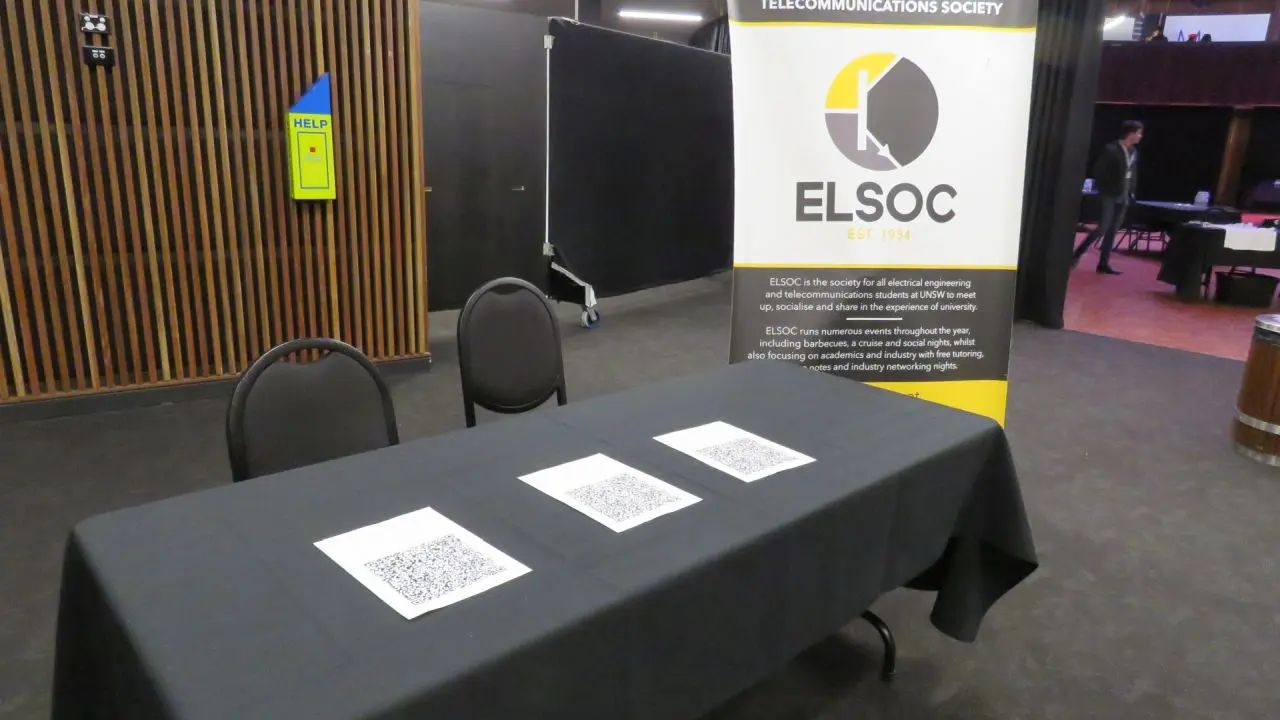 HELP
TELECOMMUNICATIONS SOCIETY
ELSOC
EST. 1934
ELSOC is the society for all electrical engineering
and telecommunications students at UNSW to meet
up, socialise and share in the experience of university.
ELSOC runs numerous events throughout the year,
including barbecues, a cruise and social nights, whilst
also focusing on academics and industry with free tutoring,
notes and industry networking nights.